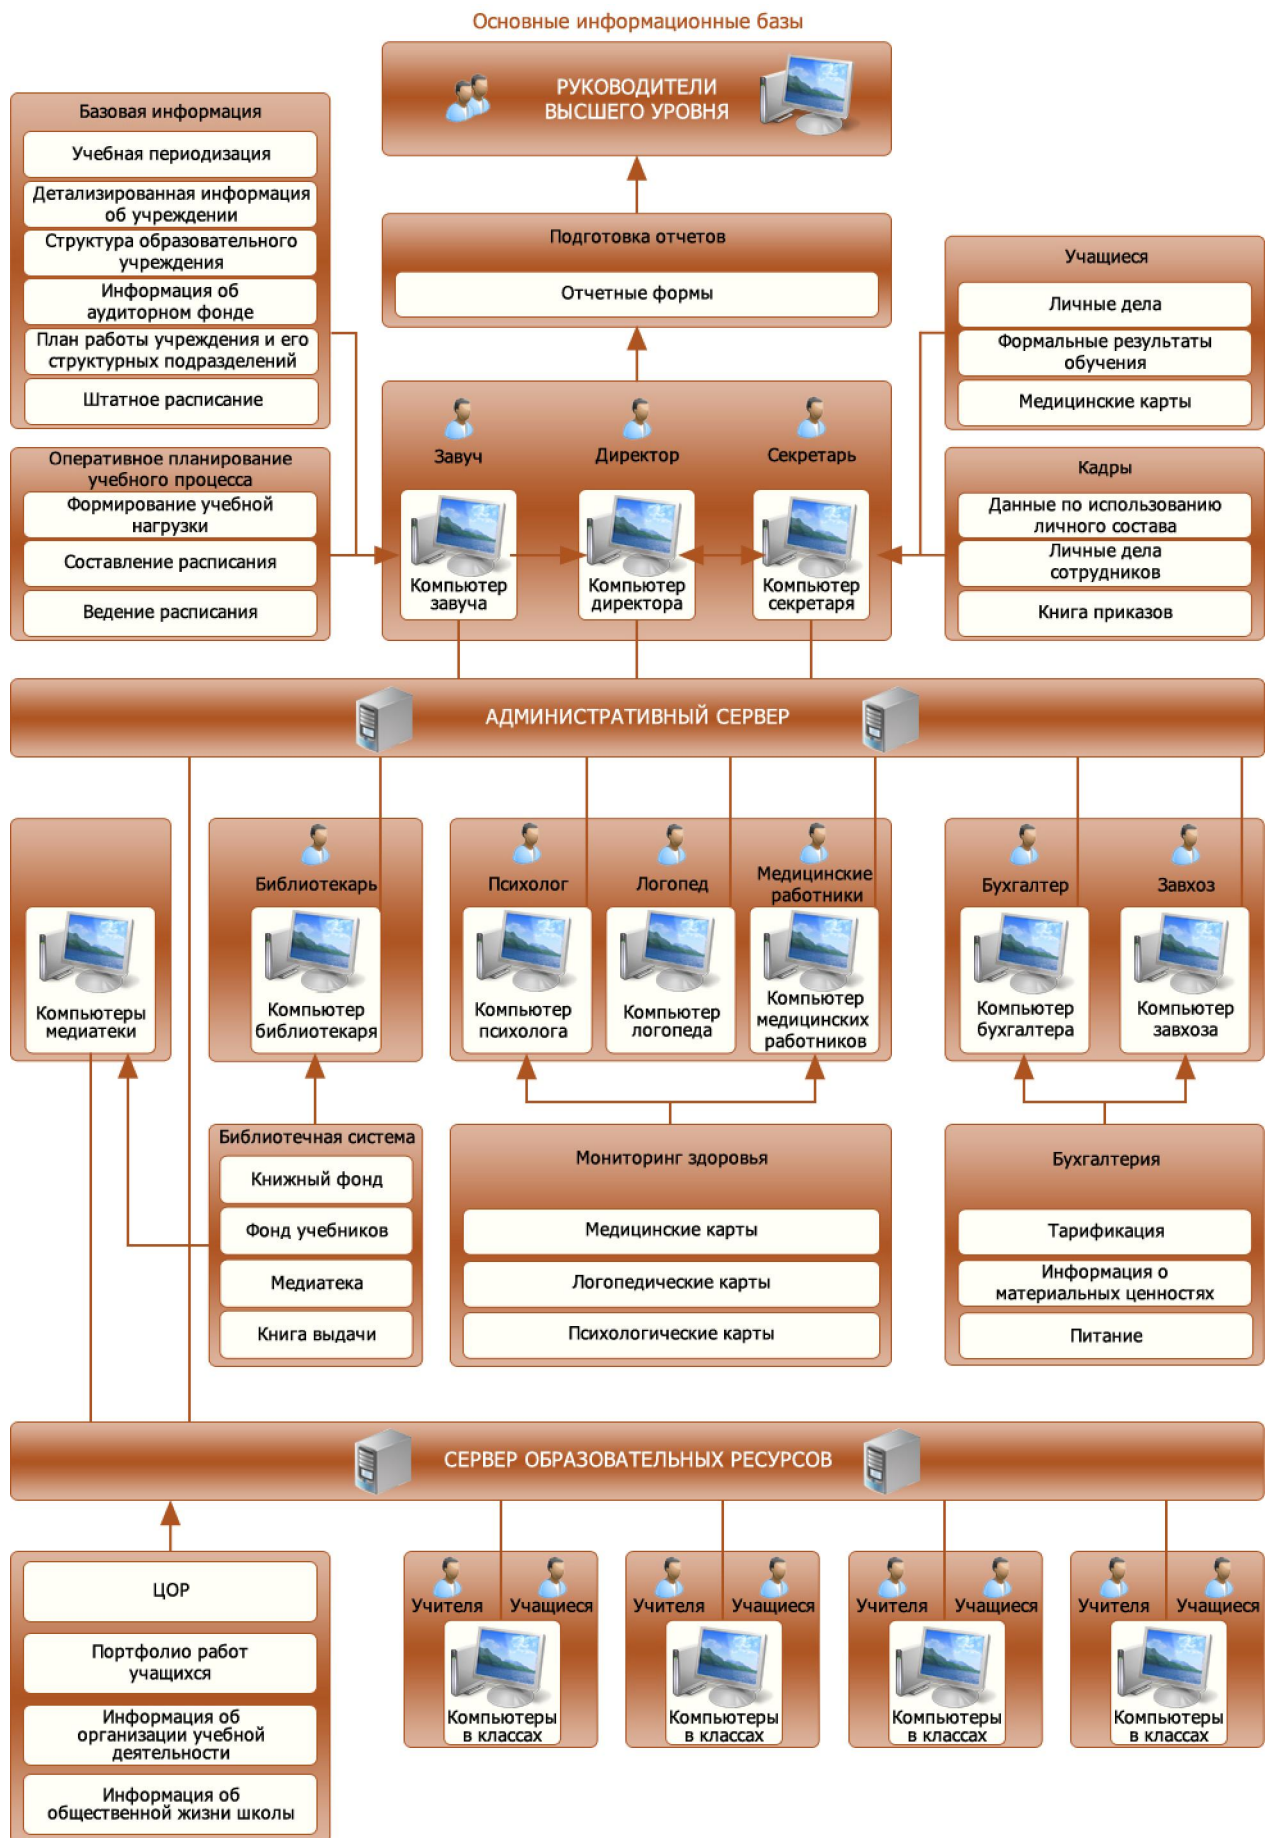 Основные информационные базы
РУКОВОДИТЕЛИ
ВЫСШЕГО УРОВНЯ
Базовая информация
Учебная периодизация
Детализированная информация
об учреждении
Структура образовательного
учреждения
Информация об
аудиторном фонде
План работы учреждения и его
структурных подразделений
Штатное расписание
Подготовка отчетов
Отчетные формы
Учащиеся
Личные дела
Формальные результаты
обучения
Медицинские карты
Оперативное планирование
учебного процесса
Формирование учебной
нагрузки
Составление расписания
Ведение расписания
Завуч
Директор
Секретарь
Компьютер
завуча
Компьютер
директора
Компьютер
секретаря
Кадры
Данные по использованию
личного состава
Личные дела
сотрудников
Книга приказов
АДМИНИСТРАТИВНЫЙ СЕРВЕР
Компьютеры
медиатеки
Библиотекарь
Компьютер
библиотекаря
Психолог
Логопед
Медицинские
работники
Компьютер
психолога
Компьютер
логопеда
Компьютер
медицинских
работников
Бухгалтер
Завхоз
Компьютер
бухгалтера
Компьютер
завхоза
Библиотечная система
Книжный фонд
Фонд учебников
Медиатека
Книга выдачи
Мониторинг здоровья
Медицинские карты
Логопедические карты
Психологические карты
Бухгалтерия
Тарификация
Информация о
материальных ценностях
Питание
СЕРВЕР ОБРАЗОВАТЕЛЬНЫХ РЕСУРСОВ
ЦОР
Портфолио работ
учащихся
Информация об
организации учебной
деятельности
Информация об
общественной жизни школы
Учителя
Учащиеся
Компьютеры
в классах
Учителя
Учащиеся
Компьютеры
в классах
Учителя
Учащиеся
Компьютеры
в классах
Учителя
Учащиеся
Компьютеры
в классах